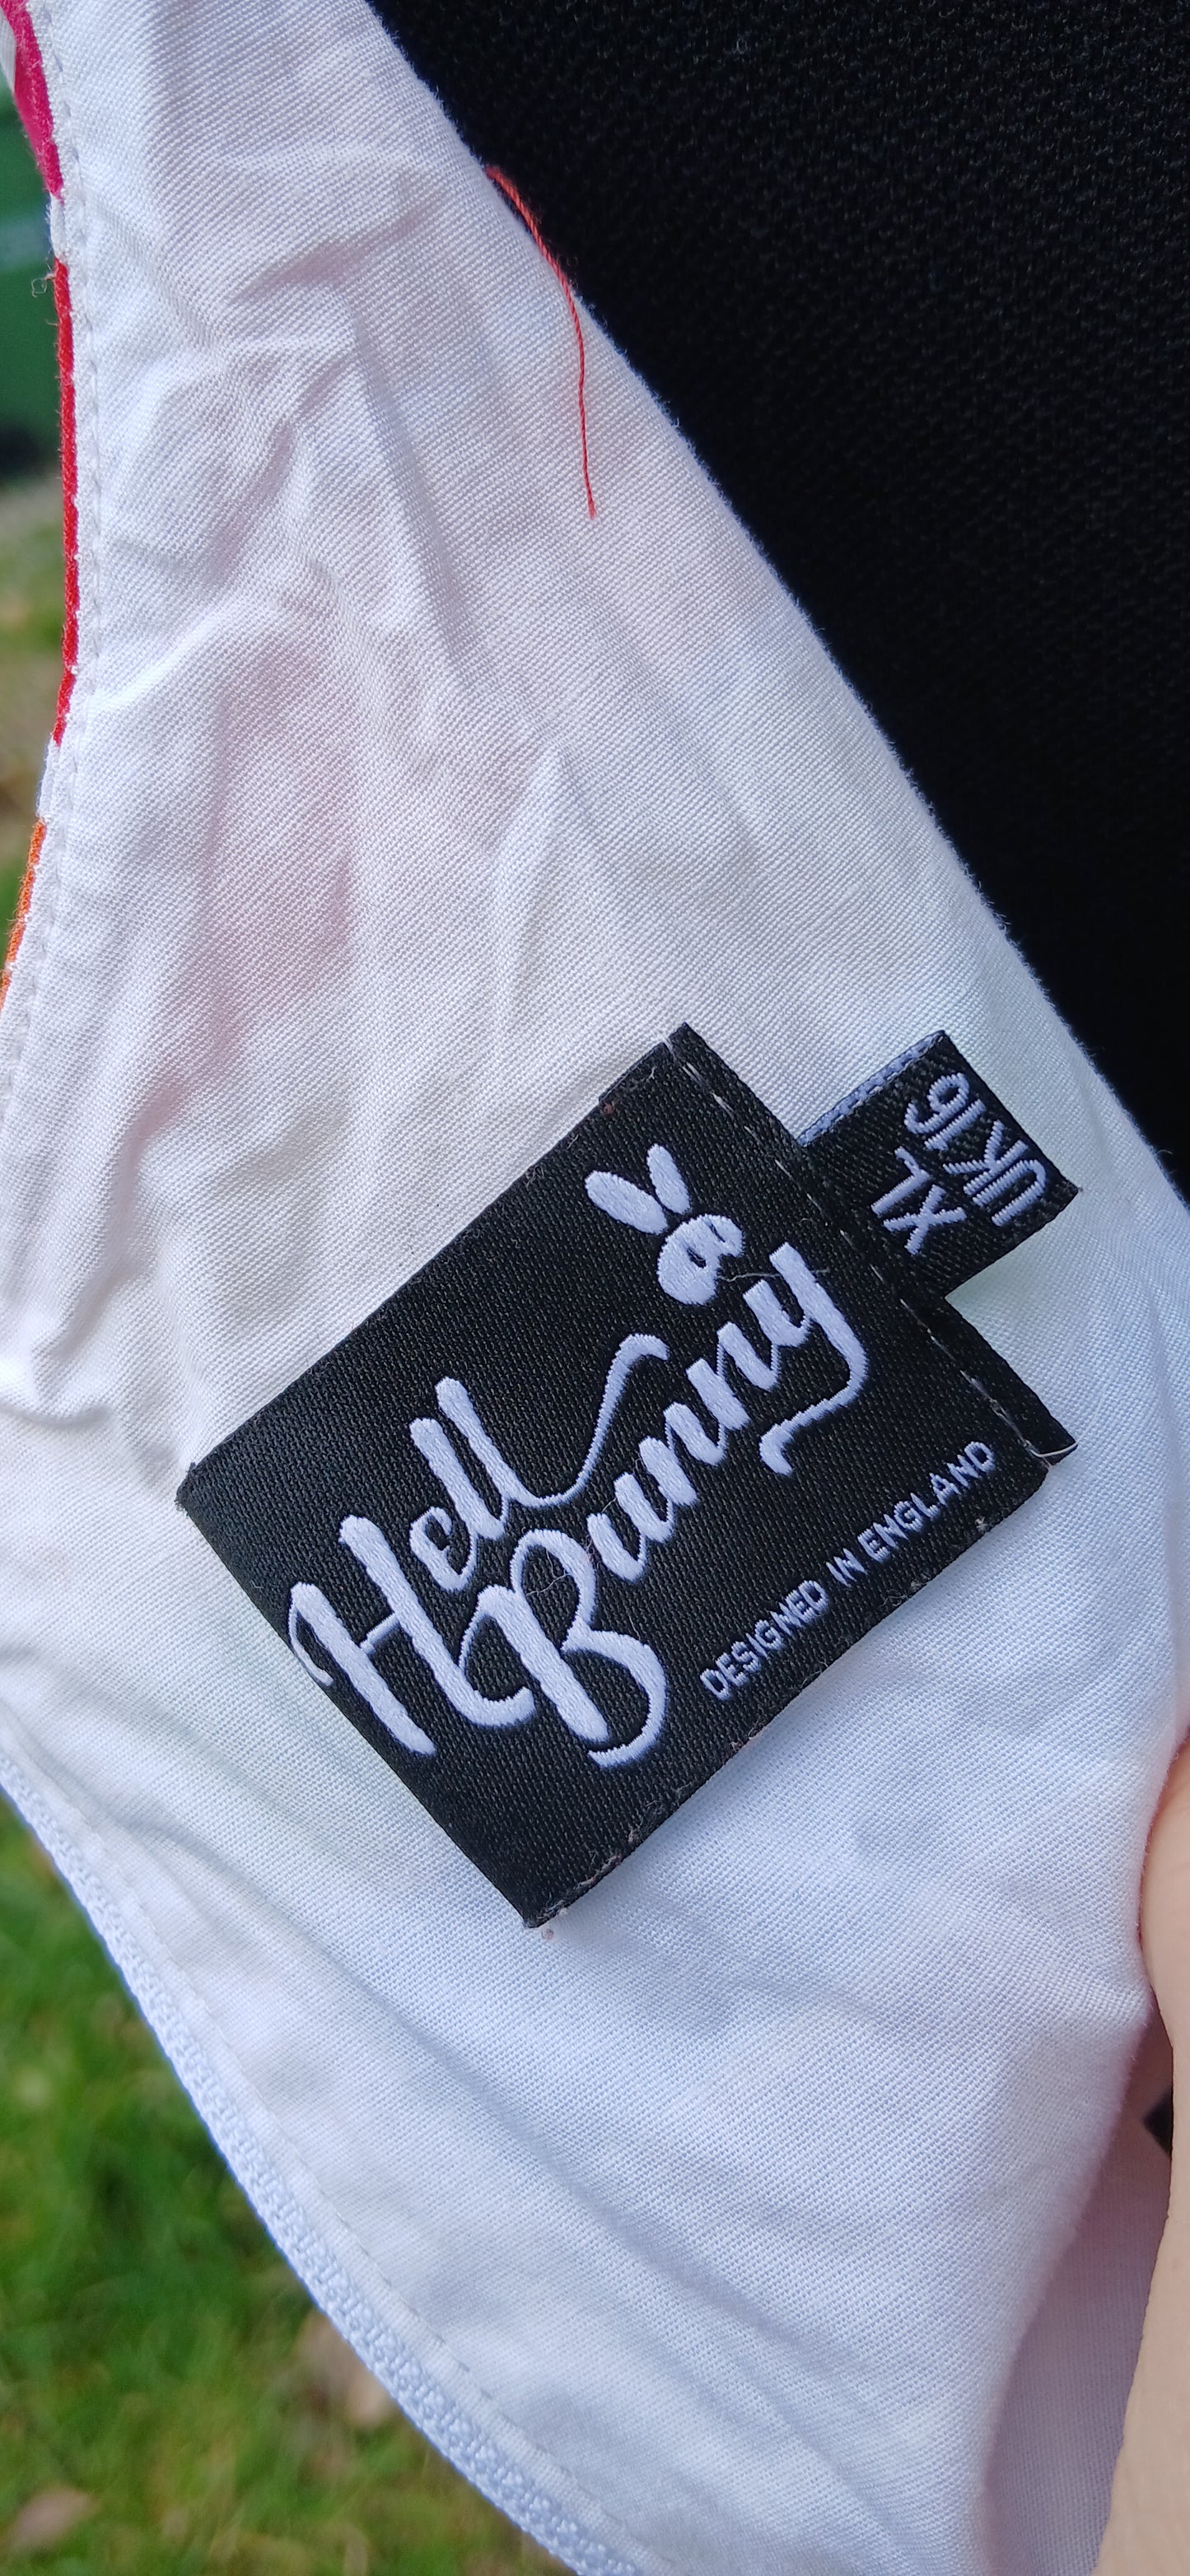 Hell
Bunny
DESIGNED IN ENGLAND
XL
UK16